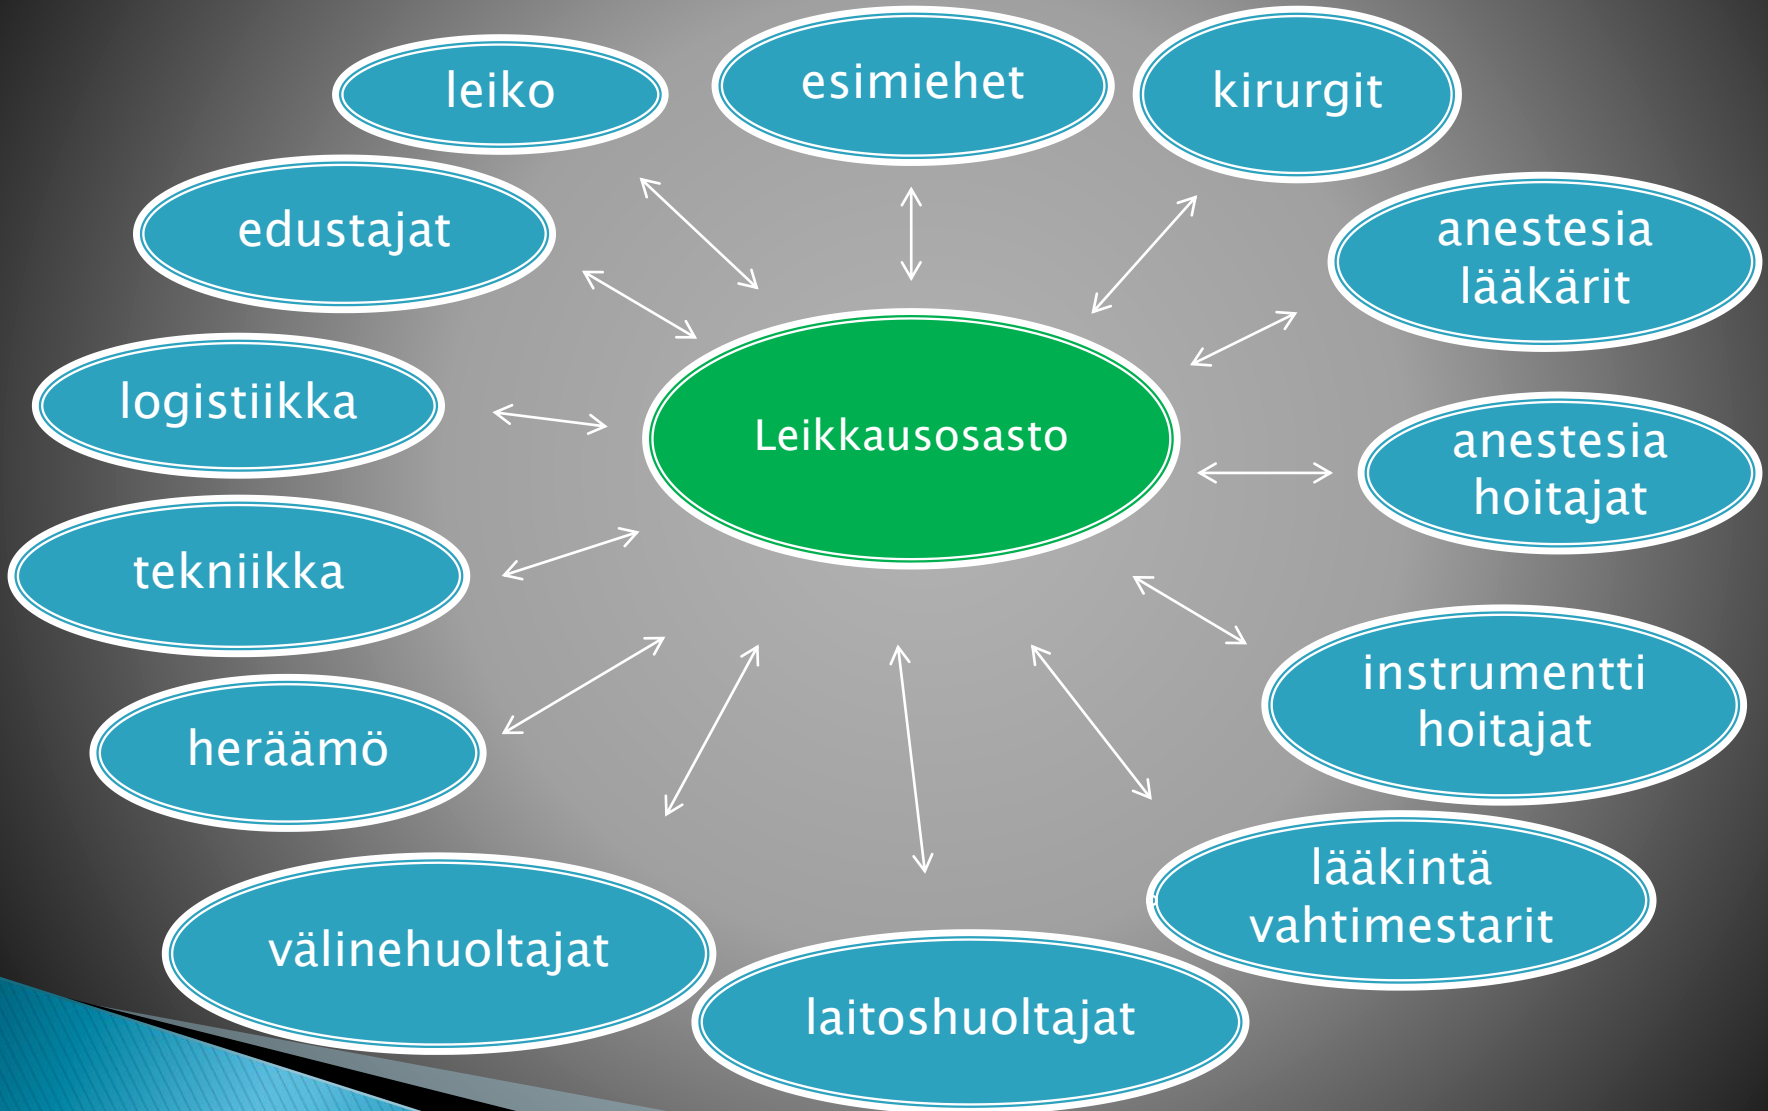 leiko
esimiehet
kirurgit
edustajat
anestesia
lääkärit
logistiikka
Leikkausosasto
anestesia
hoitajat
tekniikka
instrumentti
hoitajat
heräämö
lääkintä
vahtimestarit
välinehuoltajat
laitoshuoltajat